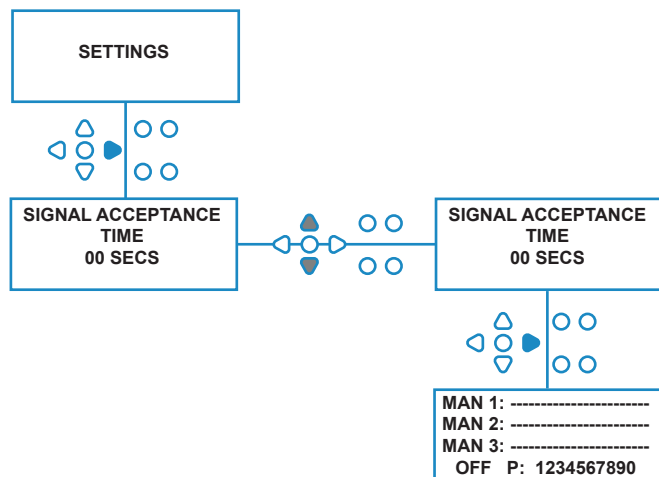 SETTINGS
SIGNAL ACCEPTANCE
TIME
00 SECS
SIGNAL ACCEPTANCE
TIME
00 SECS
MAN 1: -----------------------
MAN 2: -----------------------
MAN 3: -----------------------
OFF P: 1234567890